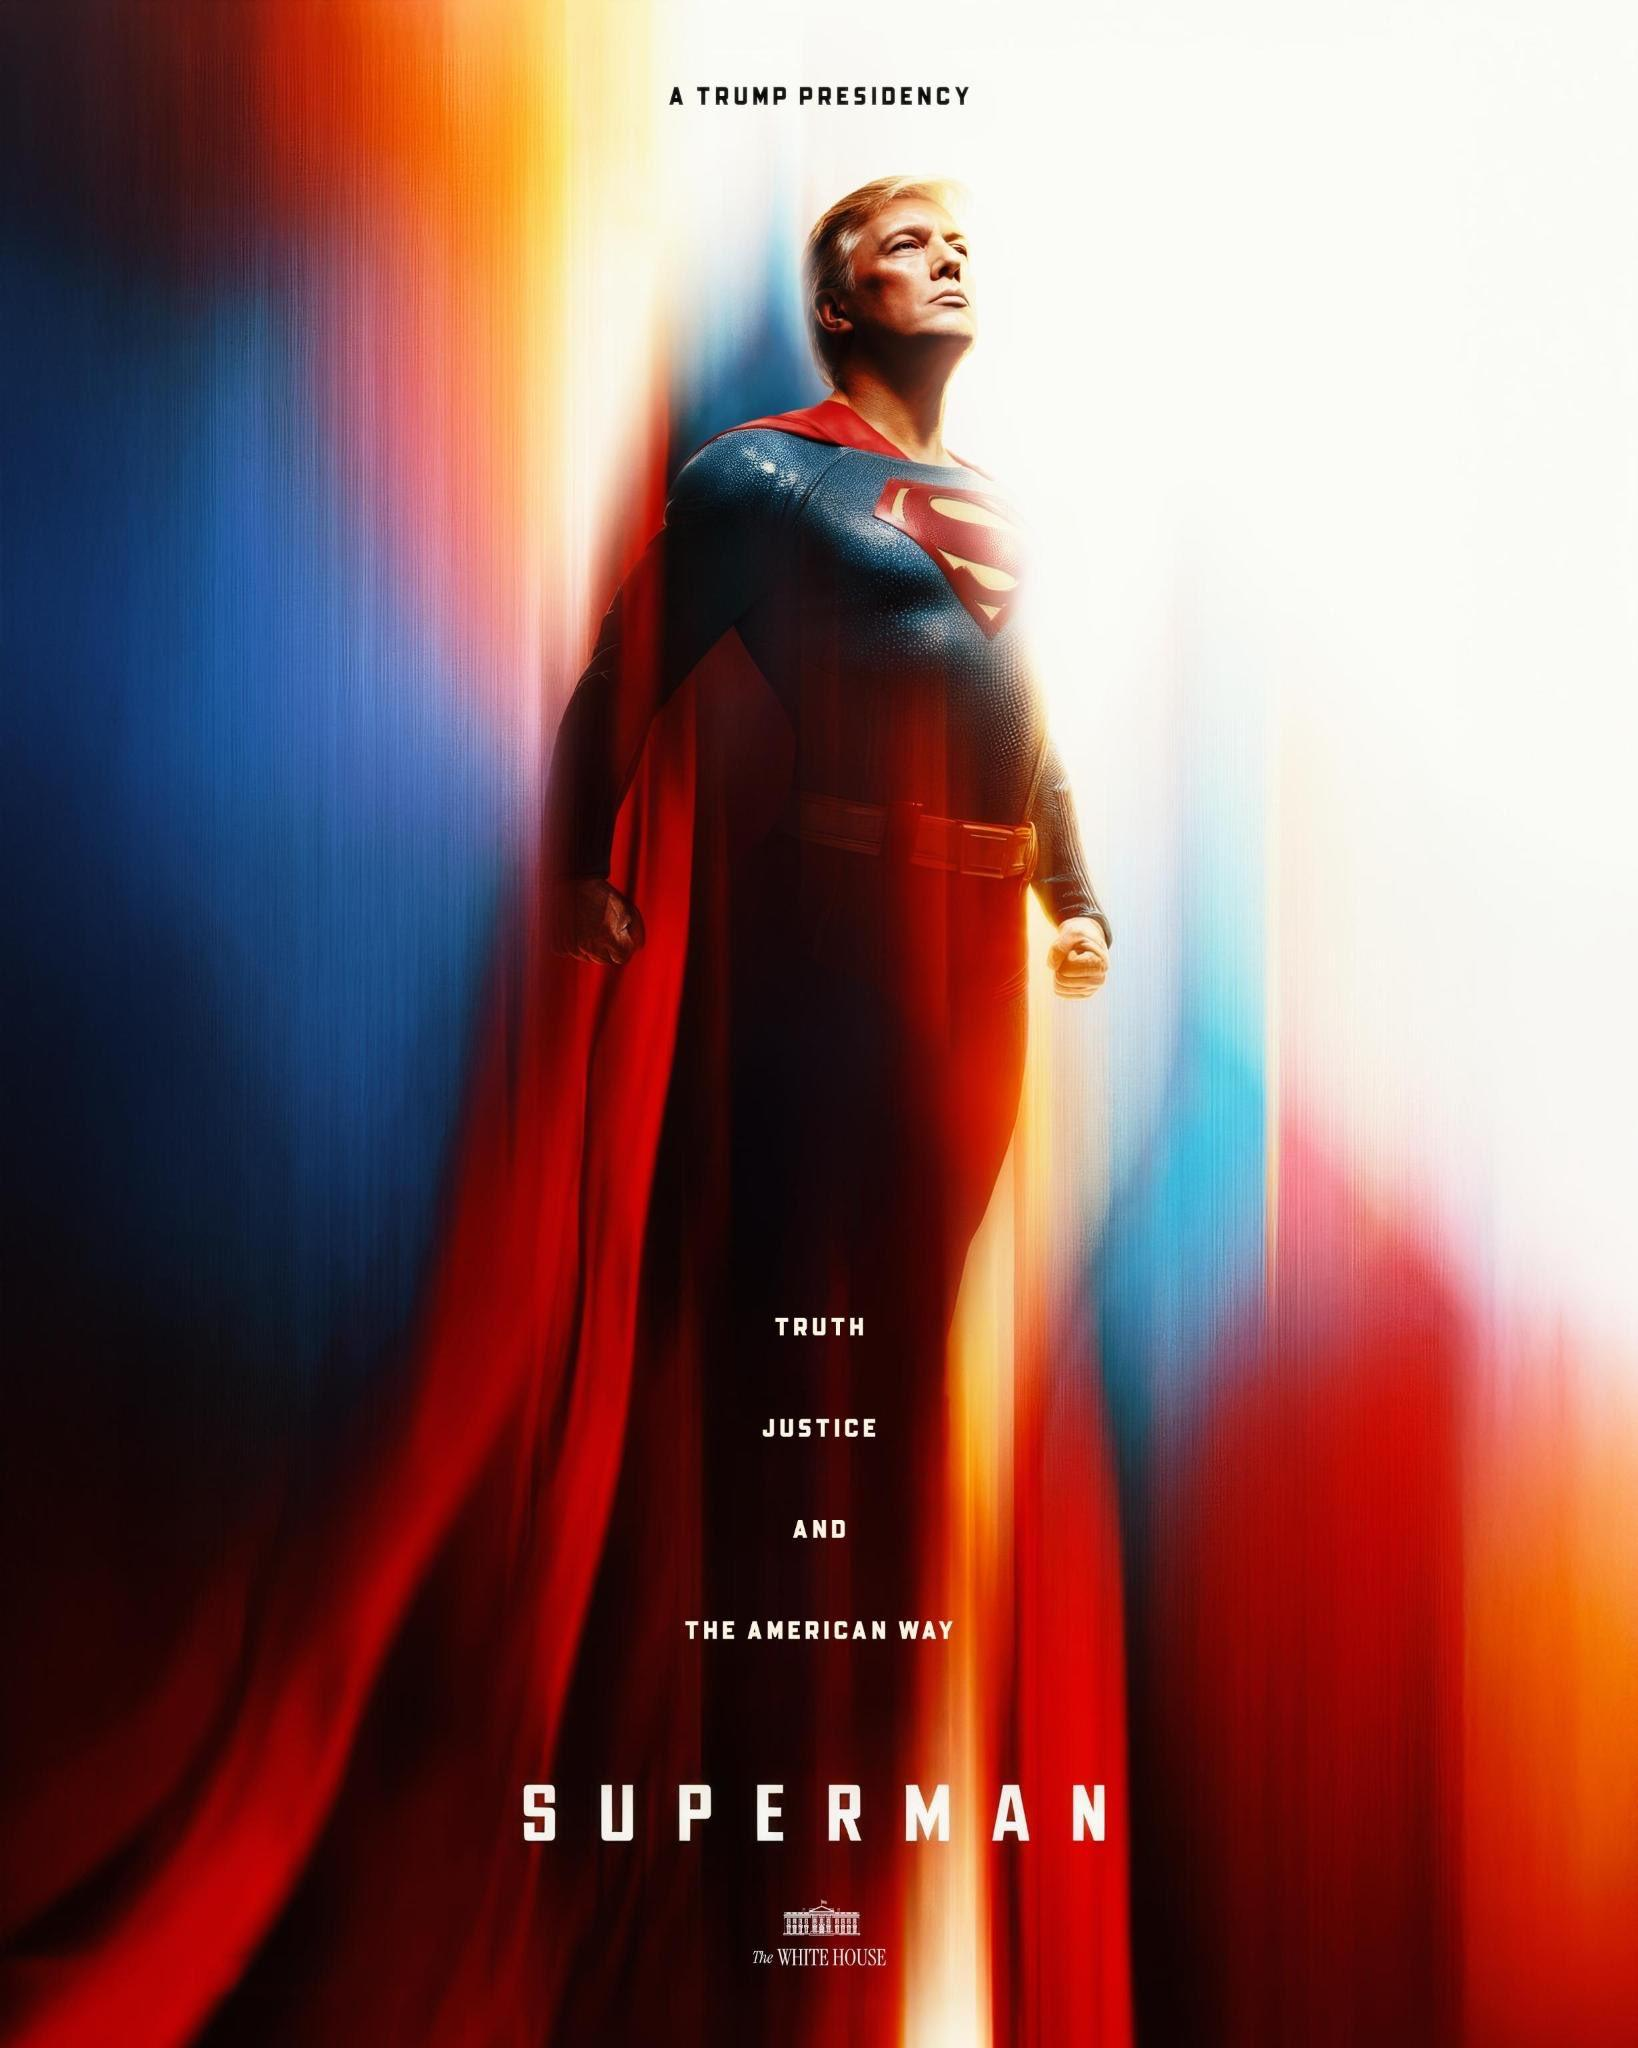 A TRUMP PRESIDENCY
TRUTH
JUSTICE
AND
THE AMERICAN WAY
SUPERMAN
The WHITE HOUSE